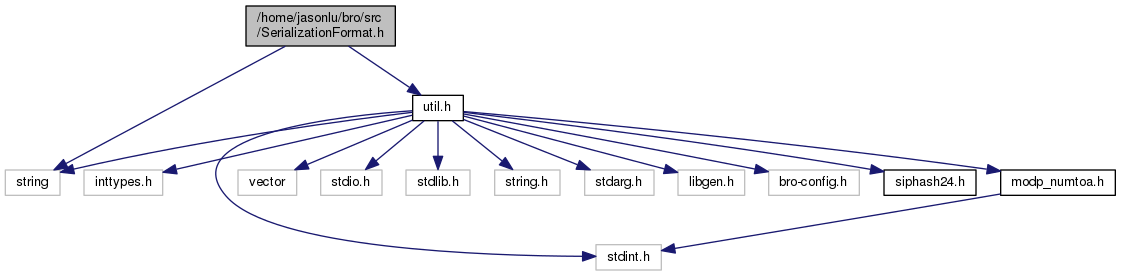 /home/jasonlu/bro/src
/SerializationFormat.h
util.h
string
inttypes.h
vector
stdio.h
stdlib.h
string.h
stdarg.h
libgen.h
bro-config.h
siphash24.h
modp_numtoa.h
stdint.h